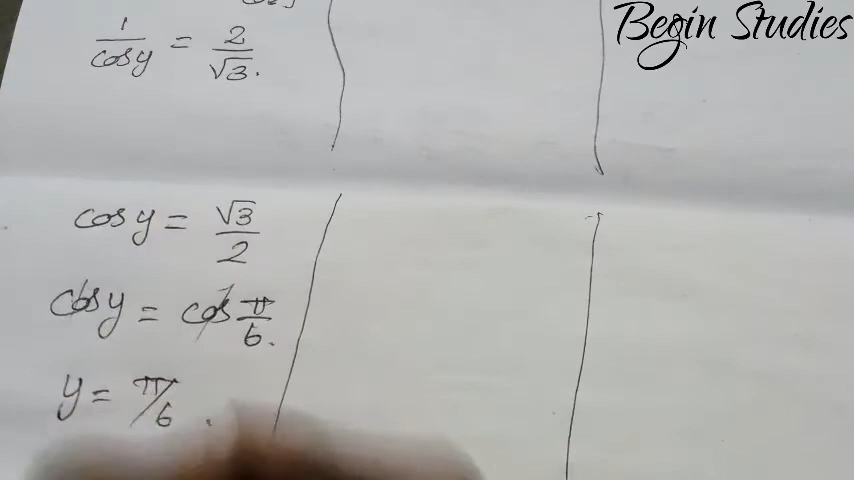 Begin Studies
1/cosy = 2/√3.
cosy = √3/2
cosy = cos π/6.
y = π/6.